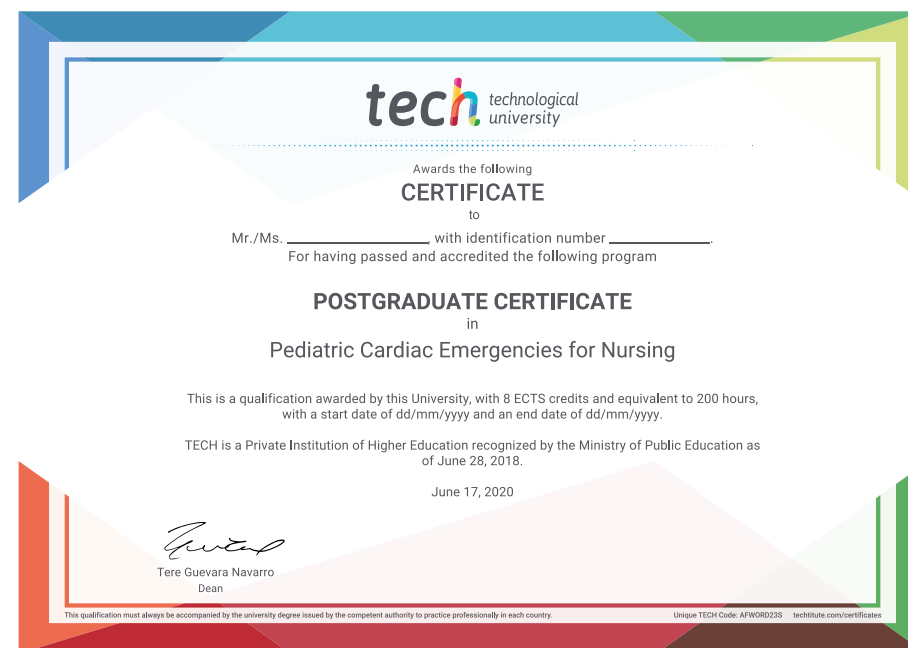 tech technological
university
Awards the following
CERTIFICATE
to
Mr./Ms. ____________________, with identification number ______________.
For having passed and accredited the following program
POSTGRADUATE CERTIFICATE
in
Pediatric Cardiac Emergencies for Nursing
This is a qualification awarded by this University, with 8 ECTS credits and equivalent to 200 hours,
with a start date of dd/mm/yyyy and an end date of dd/mm/yyyy.
TECH is a Private Institution of Higher Education recognized by the Ministry of Public Education as
of June 28, 2018.
June 17, 2020
Tere Guevara Navarro
Dean
This qualification must always be accompanied by the university degree issued by the competent authority to practice professionally in each country. Unique TECH Code: AFWORD23S techtitute.com/certificates